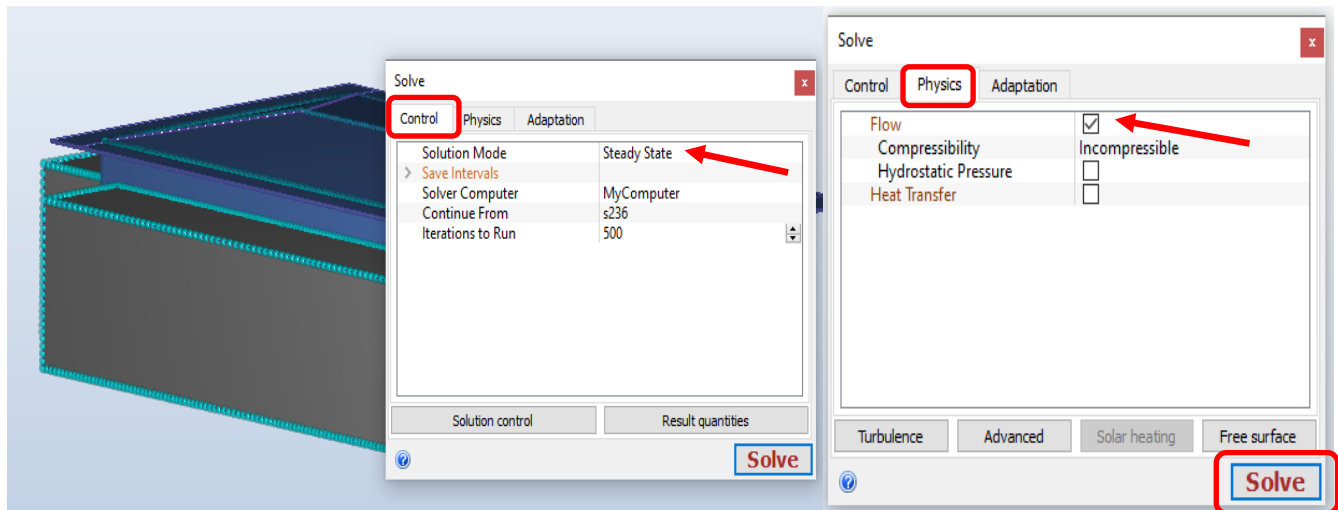 Solve
x
Control Physics Adaptation
Solution Mode Steady State
> Save Intervals
Solver Computer MyComputer
Continue From s236
Iterations to Run 500
Solution control Result quantities
? Solve
Solve
x
Control Physics Adaptation
Flow
Compressibility Incompressible
Hydrostatic Pressure
Heat Transfer
Turbulence Advanced Solar heating Free surface
? Solve